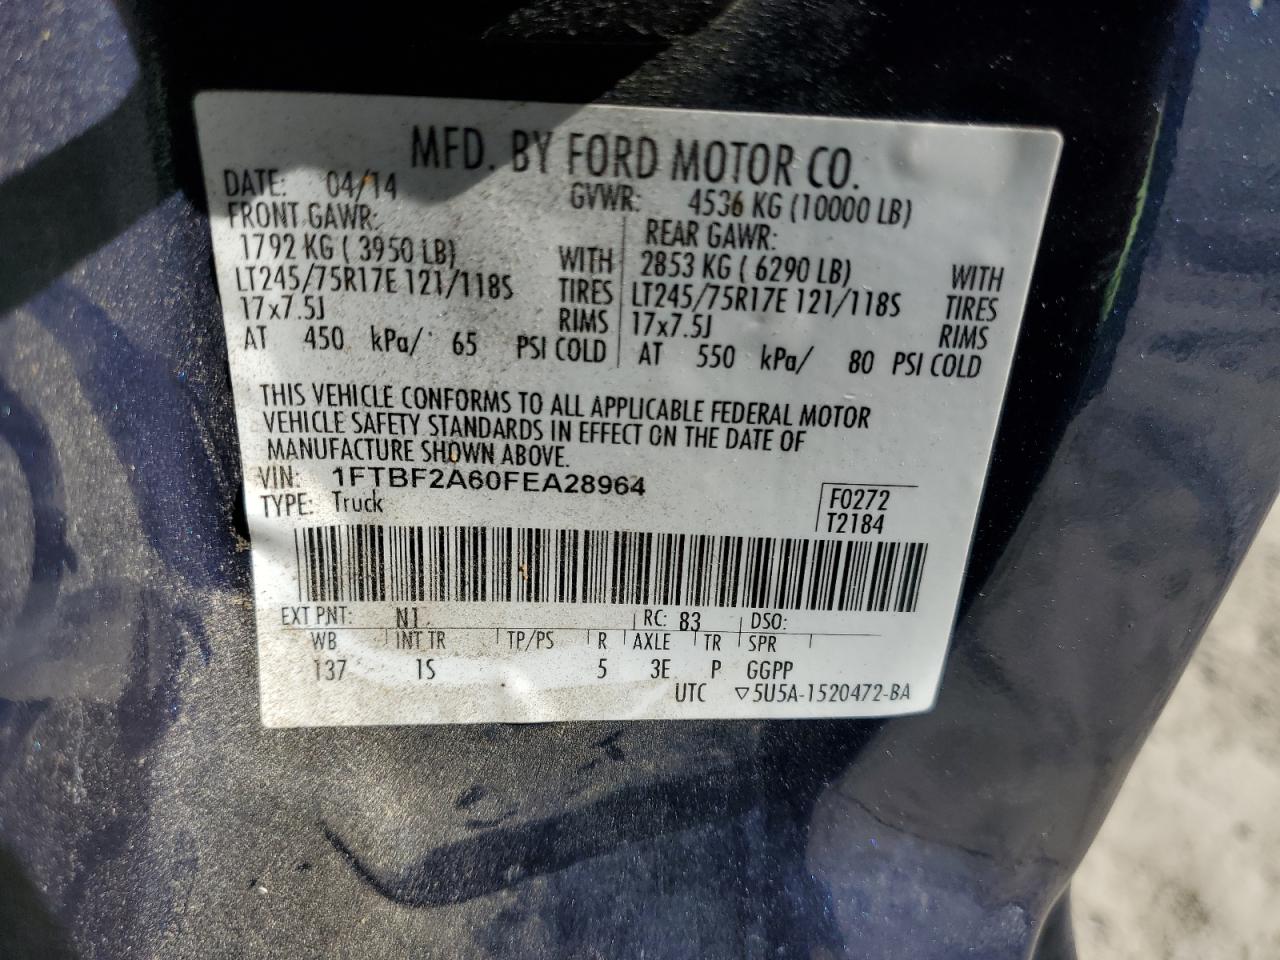 MFD. BY FORD MOTOR CO.
DATE: 04/14 GVWR: 4536 KG (10000 LB)
FRONT GAWR: REAR GAWR:
1792 KG ( 3950 LB) WITH 2853 KG ( 6290 LB) WITH
LT245/75R17E 121/118S TIRES LT245/75R17E 121/118S TIRES
17x7.5J RIMS 17x7.5J RIMS
AT 450 kPa/ 65 PSI COLD AT 550 kPa/ 80 PSI COLD
THIS VEHICLE CONFORMS TO ALL APPLICABLE FEDERAL MOTOR
VEHICLE SAFETY STANDARDS IN EFFECT ON THE DATE OF
MANUFACTURE SHOWN ABOVE.
VIN: 1FTBF2A60FEA28964
TYPE: Truck F0272
T2184
EXT PNT: N1 RC: 83 DSO:
WB INT TR TP/PS R AXLE TR SPR
137 1S 5 3E P GGPP
UTC ▽5U5A-1520472-BA